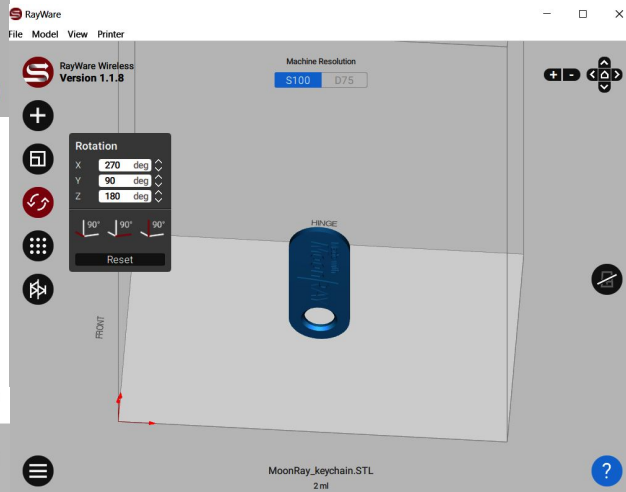 RayWare
File Model View Printer
RayWare Wireless
Version 1.1.8
Machine Resolution
S100 D75
Rotation
X 270 deg
Y 90 deg
Z 180 deg
90° 90° 90°
Reset
HINGE
FRONT
MoonRay_keychain.STL
2 ml
?